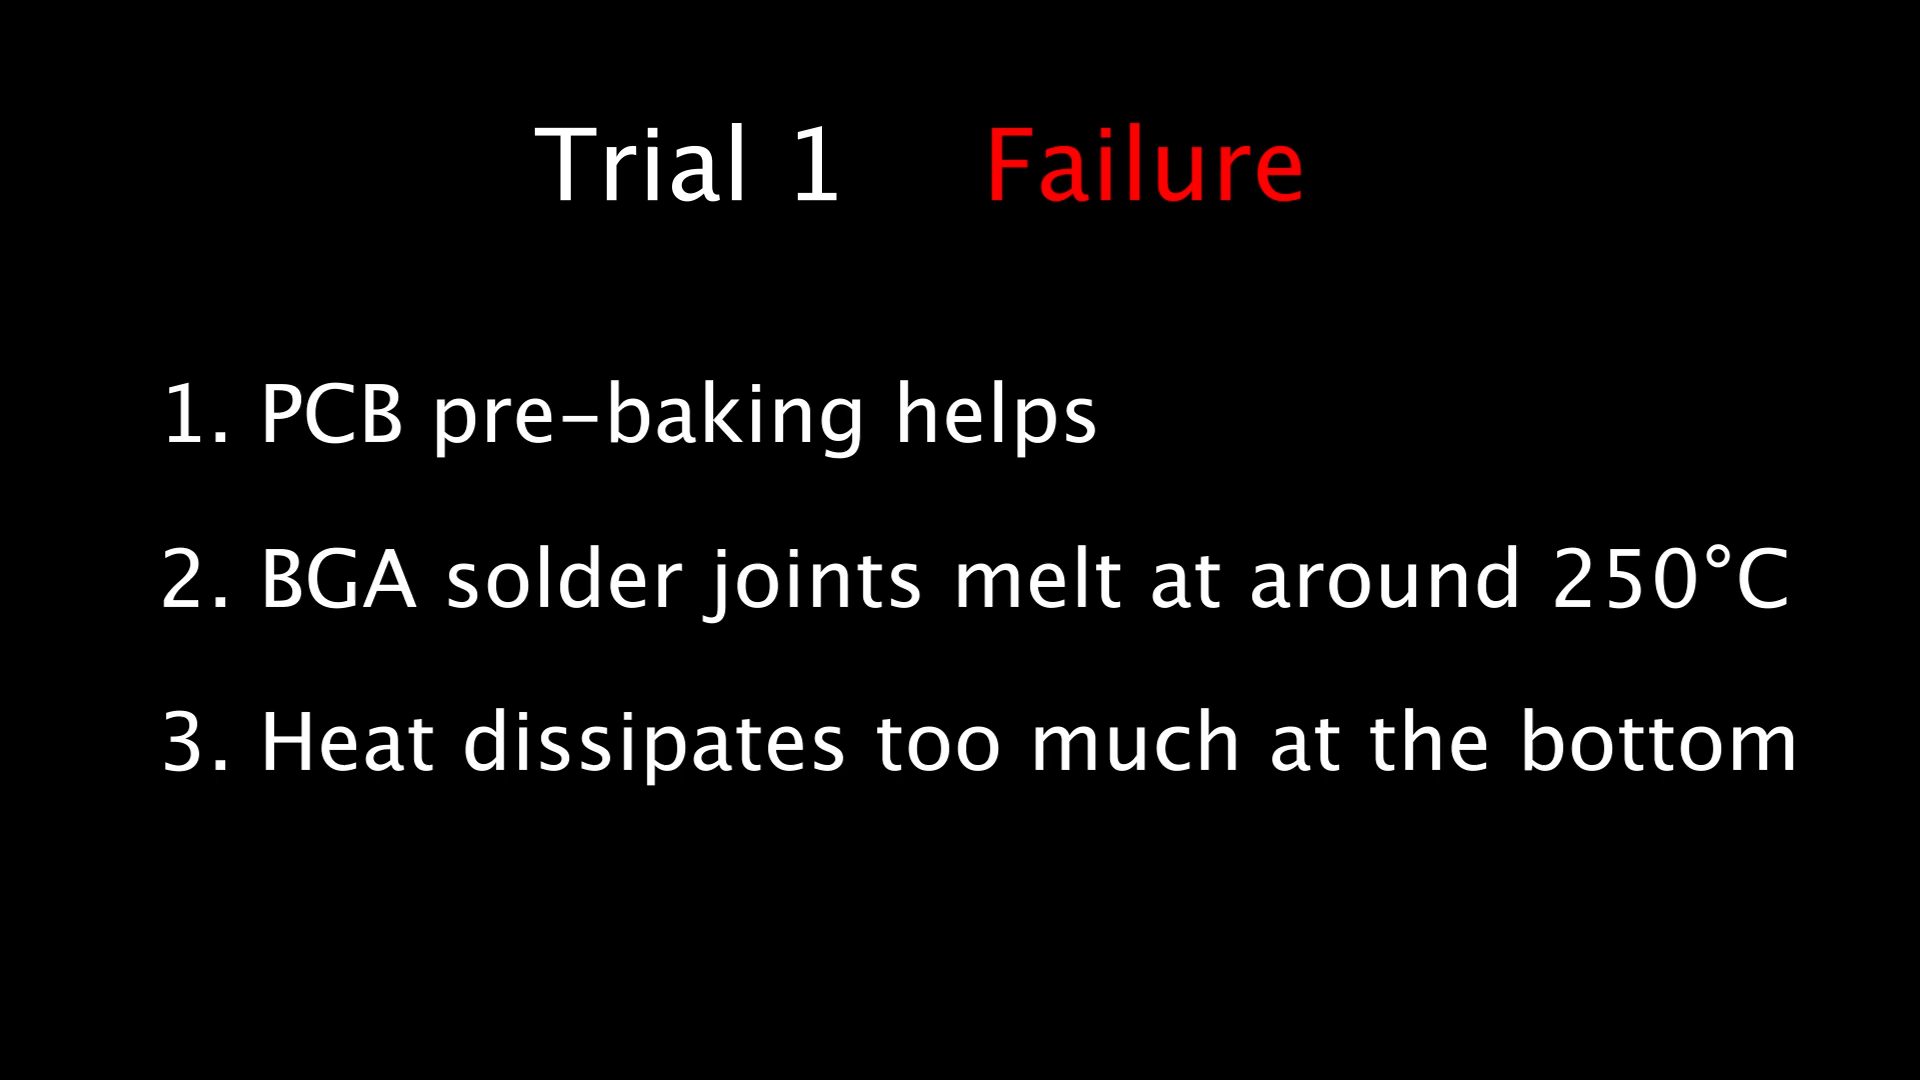 Trial 1 Failure
1. PCB pre-baking helps
2. BGA solder joints melt at around 250°C
3. Heat dissipates too much at the bottom